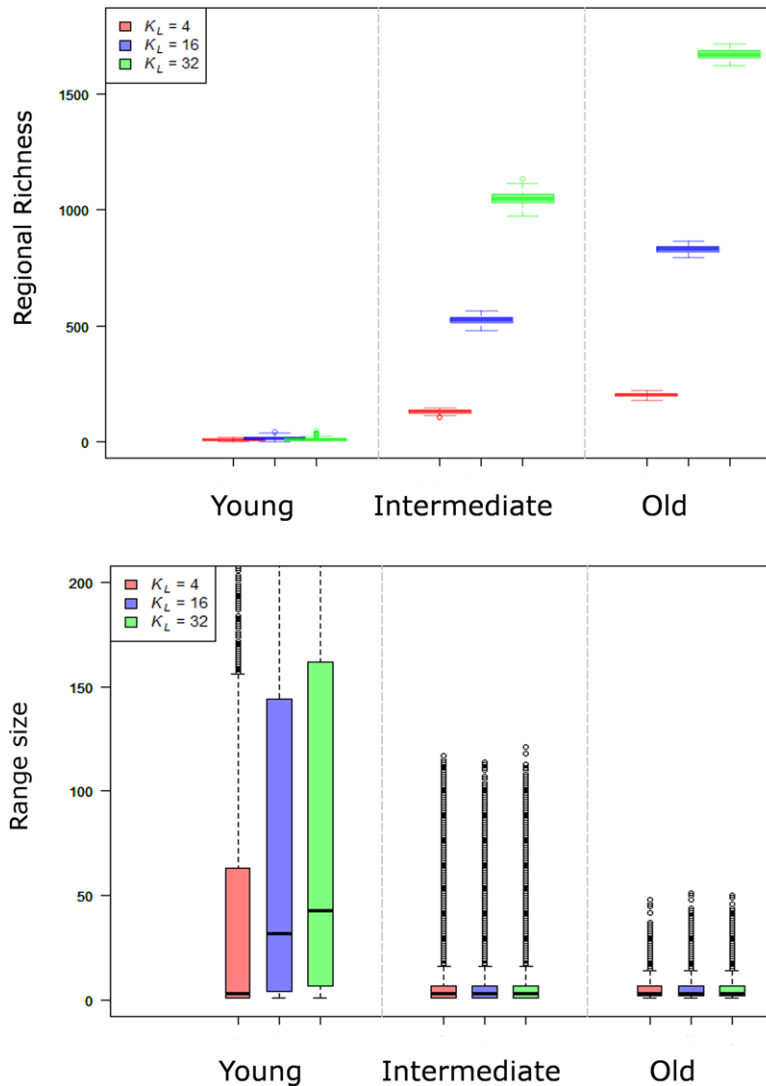 K_L = 4
K_L = 16
K_L = 32
1500
1000
500
0
Regional Richness
Young Intermediate Old
K_L = 4
K_L = 16
K_L = 32
200
150
100
50
0
Range size
Young Intermediate Old